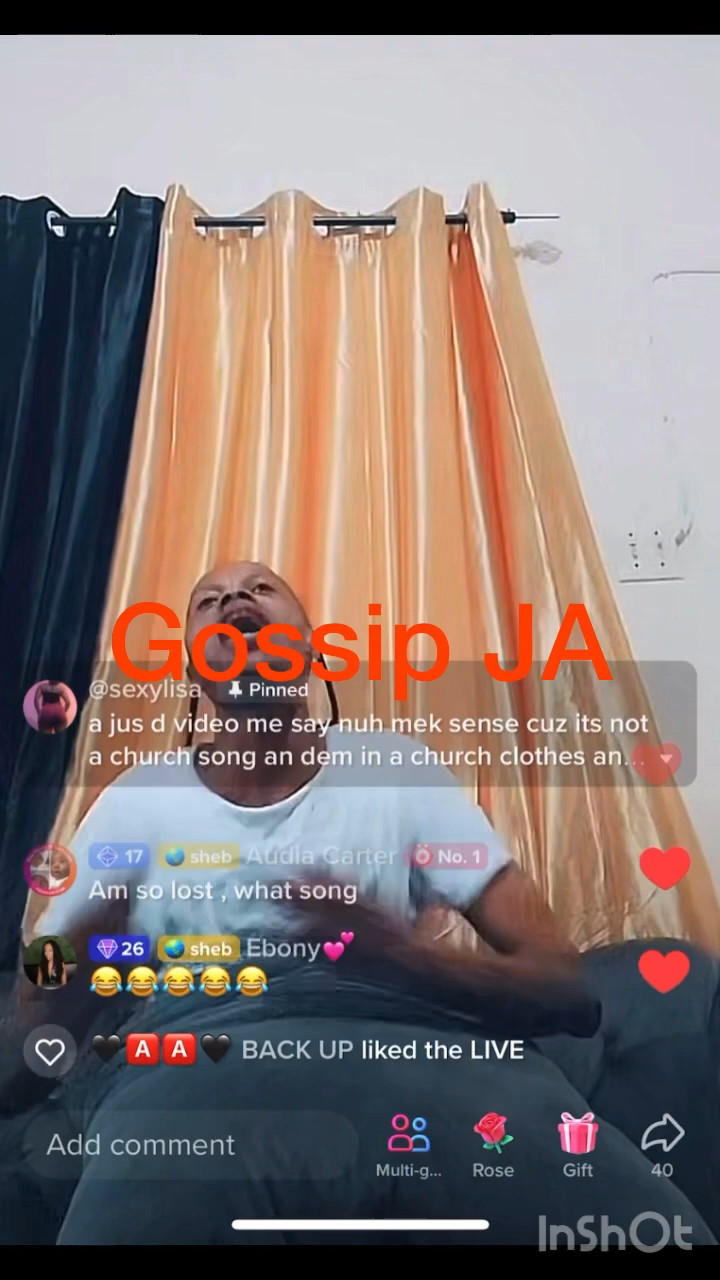 Gossip JA
@sexylisa Pinned
a jus d video me say nuh mek sense cuz its not
a church song an dem in a church clothes an...
17 sheb Audia Carter No. 1
Am so lost , what song
26 sheb Ebony💕
😂😂😂😂😂
🖤🅰🅰🖤 BACK UP liked the LIVE
Add comment
Multi-g... Rose Gift 40
InShOt